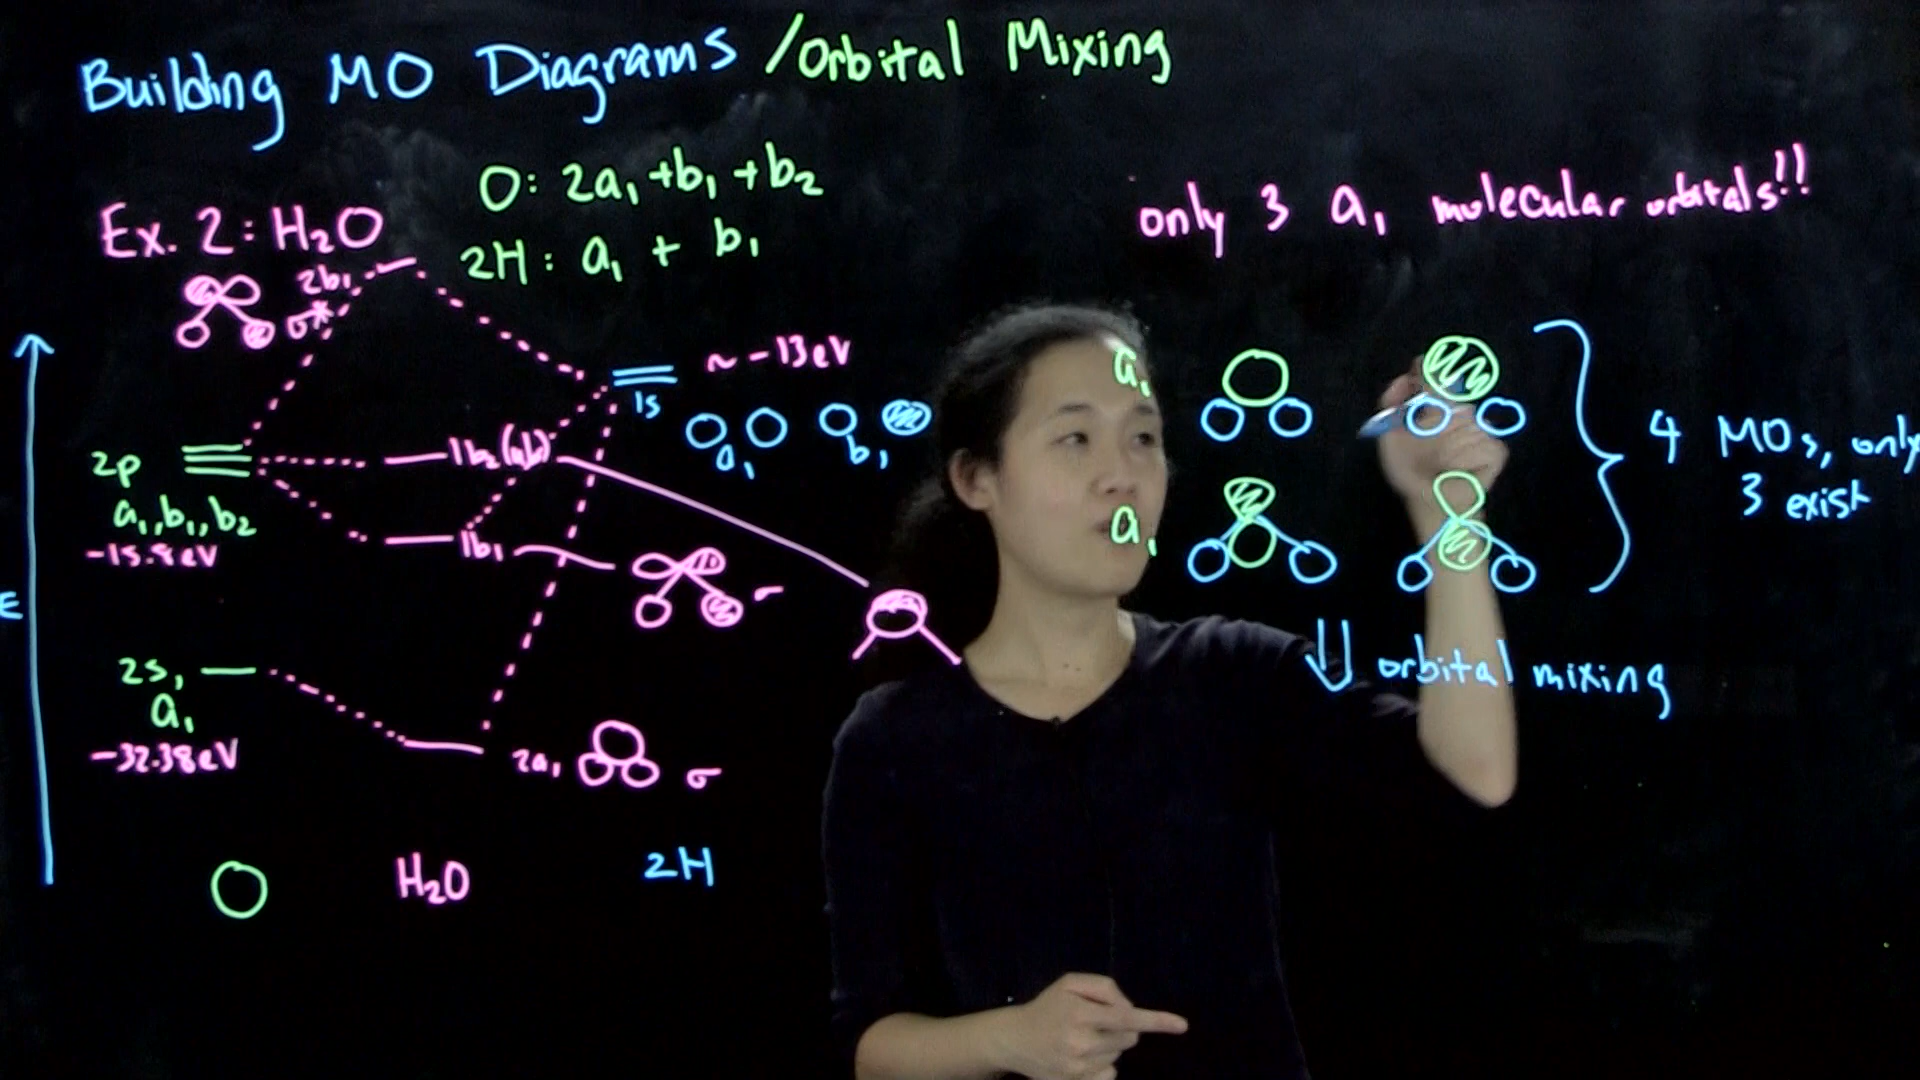 Building MO Diagrams /Orbital Mixing
Ex. 2: H₂O
O: 2a₁ + b₁ + b₂
2H: a₁ + b₁
only 3 a₁ molecular orbitals!!
2b₁
σ*
~ -13eV
1s
a₁
b₁
2p
a₁, b₁, b₂
-15.8eV
1b₂(nb)
1b₁
σ
2s,
a₁
-32.38eV
2a₁
σ
E
O
H₂O
2H
a₁
a₁
4 MOs, only
3 exist
⇓ orbital mixing